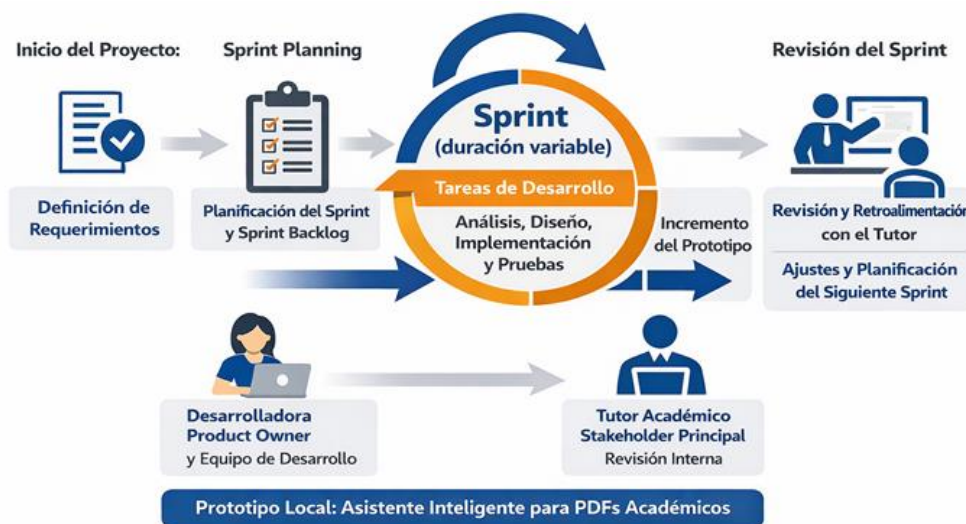 Inicio del Proyecto:
Sprint Planning
Revisión del Sprint
Definición de
Requerimientos
Planificación del Sprint
y Sprint Backlog
Sprint
(duración variable)
Tareas de Desarrollo
Análisis, Diseño,
Implementación
y Pruebas
Incremento
del Prototipo
Revisión y Retroalimentación
con el Tutor
Ajustes y Planificación
del Siguiente Sprint
Desarrolladora
Product Owner
y Equipo de Desarrollo
Tutor Académico
Stakeholder Principal
Revisión Interna
Prototipo Local: Asistente Inteligente para PDFs Académicos